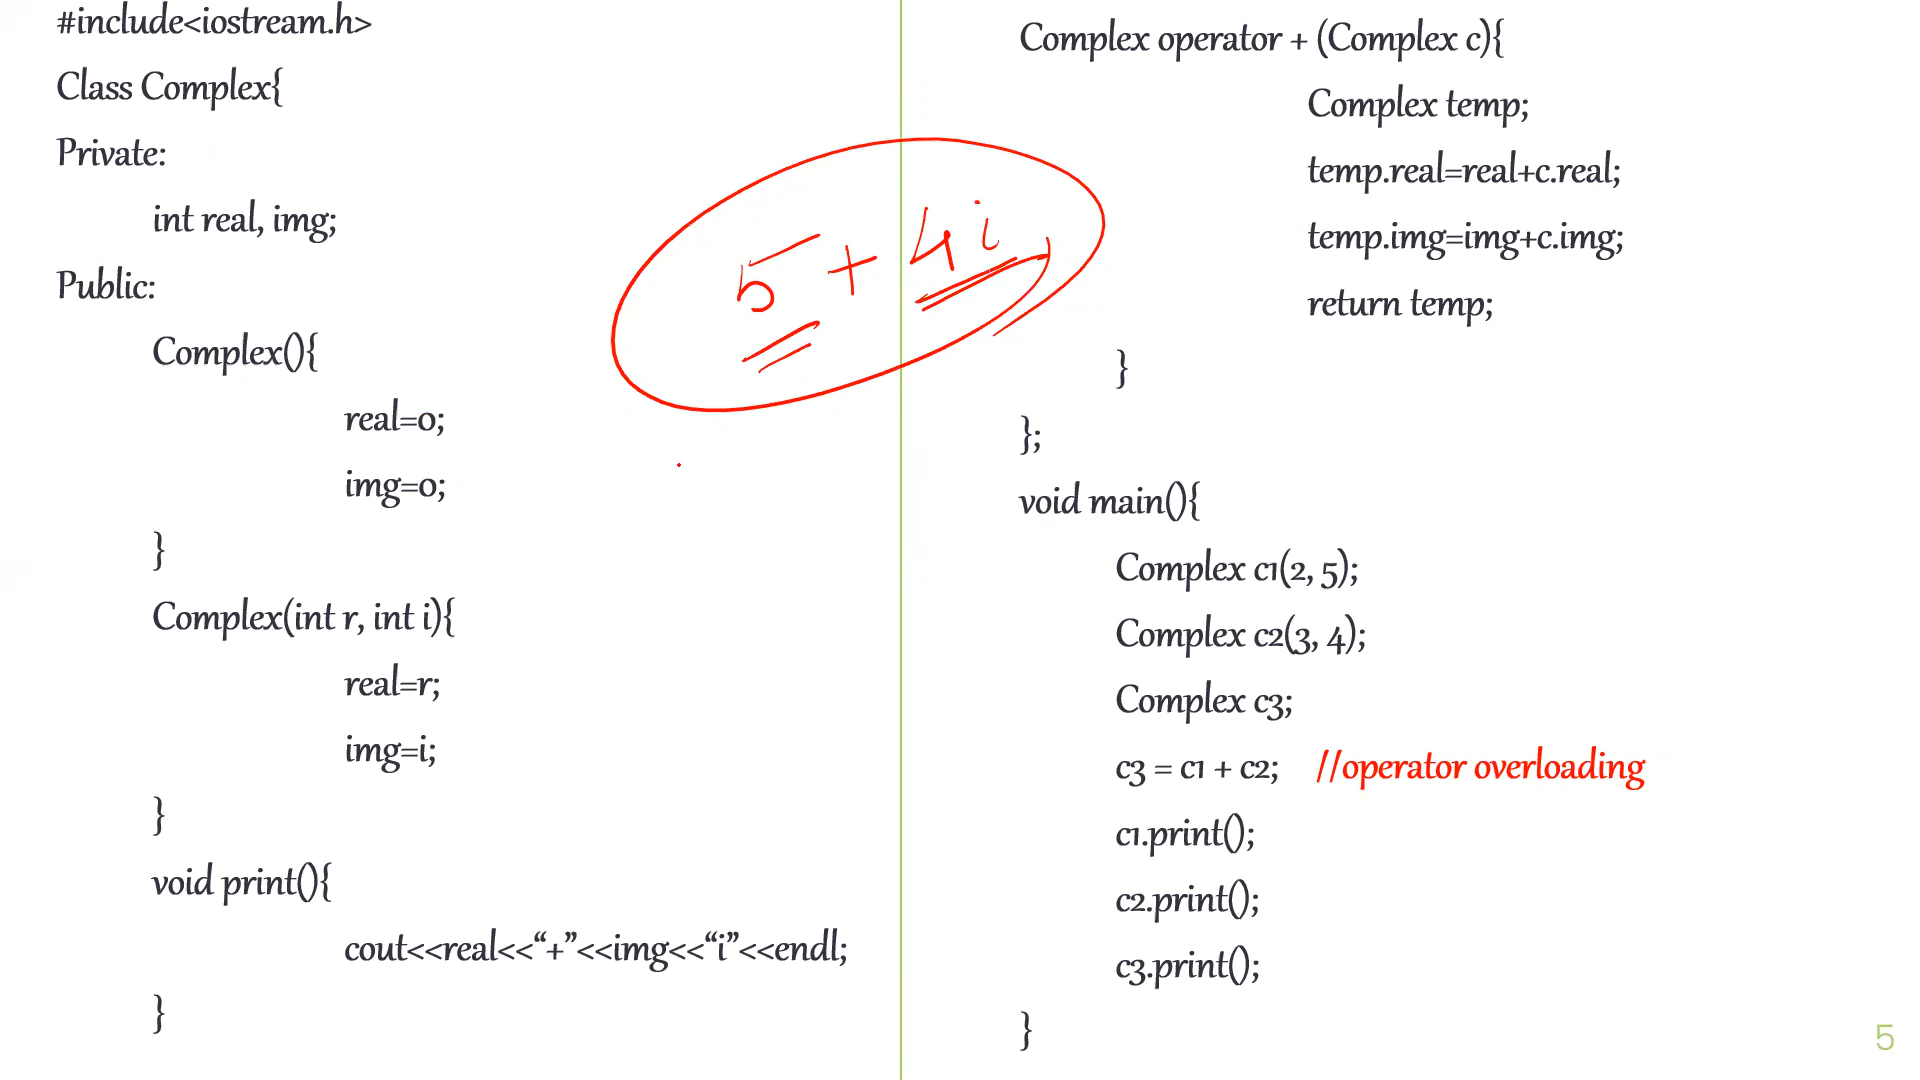 #include<iostream.h>
Class Complex{
Private:
int real, img;
Public:
Complex(){
real=0;
img=0;
}
Complex(int r, int i){
real=r;
img=i;
}
void print(){
cout<<real<<“+”<<img<<“i”<<endl;
}
5 + 4i
Complex operator + (Complex c){
Complex temp;
temp.real=real+c.real;
temp.img=img+c.img;
return temp;
}
};
void main(){
Complex c1(2, 5);
Complex c2(3, 4);
Complex c3;
c3 = c1 + c2; //operator overloading
c1.print();
c2.print();
c3.print();
}
5